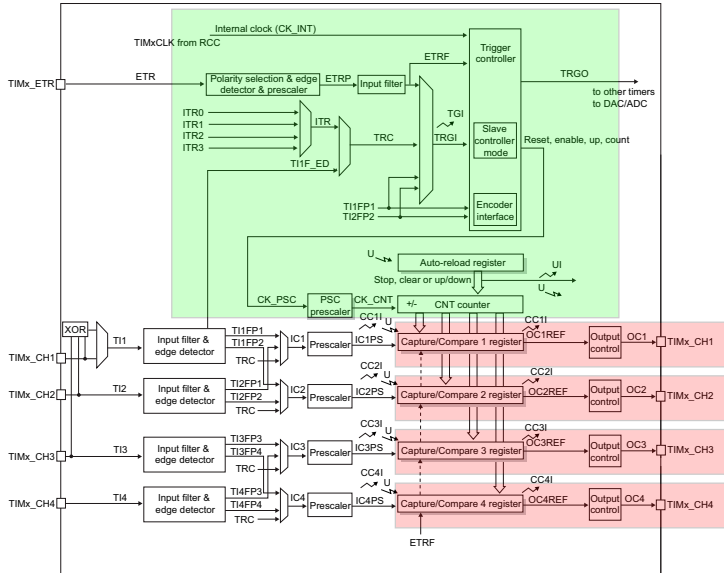 Internal clock (CK_INT)
TIMxCLK from RCC
Trigger
controller
ETRF
TIMx_ETR
ETR
Polarity selection & edge
detector & prescaler
ETRP
Input filter
TRGO
to other timers
to DAC/ADC
ITR0
ITR1
ITR2
ITR3
ITR
TRC
TGI
TRGI
Slave
controller
mode
Reset, enable, up, count
TI1F_ED
TI1FP1
TI2FP2
Encoder
interface
U
Auto-reload register
UI
Stop, clear or up/down
U
CK_PSC
PSC
prescaler
CK_CNT
+/-
CNT counter
XOR
TIMx_CH1
TI1
Input filter &
edge detector
TI1FP1
TI1FP2
TRC
IC1
Prescaler
IC1PS
CC1I
U
Capture/Compare 1 register
CC1I
OC1REF
Output
control
OC1
TIMx_CH1
TIMx_CH2
TI2
Input filter &
edge detector
TI2FP1
TI2FP2
TRC
IC2
Prescaler
IC2PS
CC2I
U
Capture/Compare 2 register
CC2I
OC2REF
Output
control
OC2
TIMx_CH2
TIMx_CH3
TI3
Input filter &
edge detector
TI3FP3
TI3FP4
TRC
IC3
Prescaler
IC3PS
CC3I
U
Capture/Compare 3 register
CC3I
OC3REF
Output
control
OC3
TIMx_CH3
TIMx_CH4
TI4
Input filter &
edge detector
TI4FP3
TI4FP4
TRC
IC4
Prescaler
IC4PS
CC4I
U
Capture/Compare 4 register
CC4I
OC4REF
Output
control
OC4
TIMx_CH4
ETRF